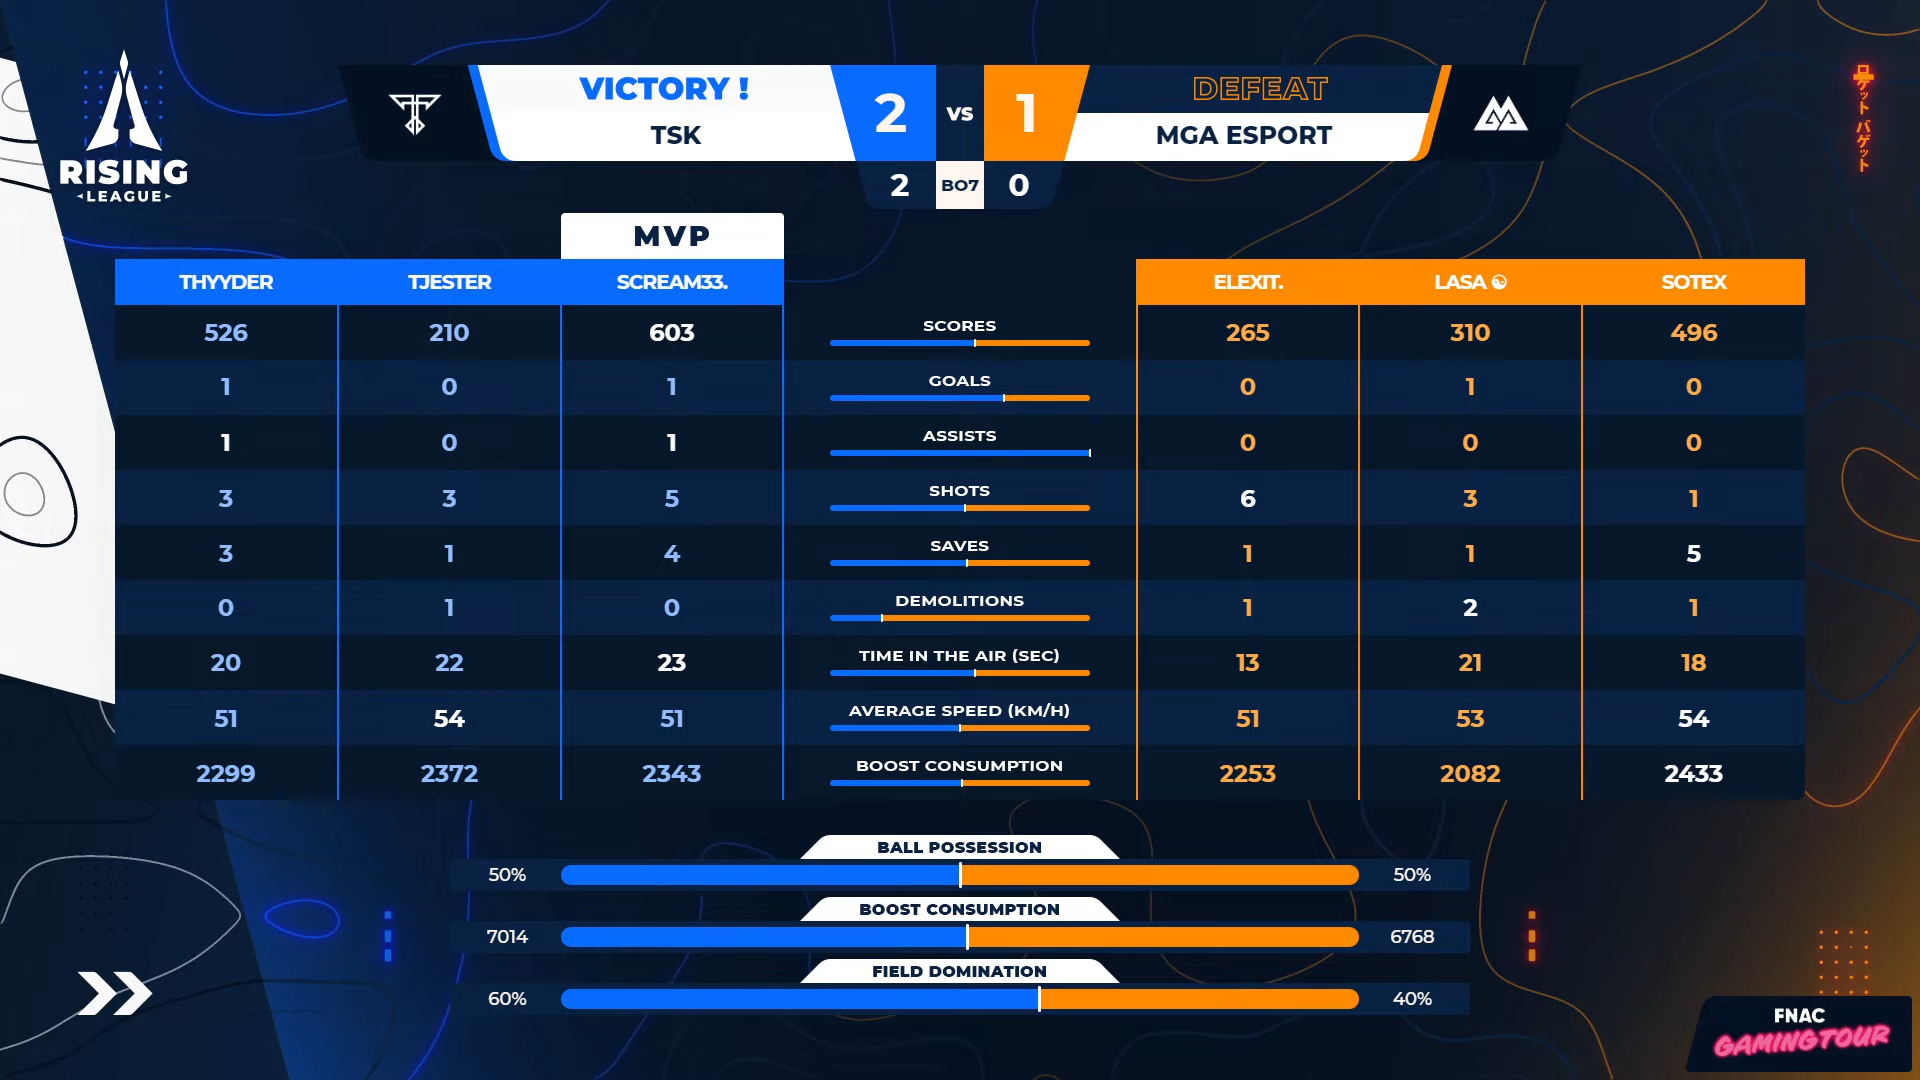 RISING
LEAGUE
VICTORY !
TSK
2
VS
1
DEFEAT
MGA ESPORT
2
BO7
0
MVP
THYYDER TJESTER SCREAM33. ELEXIT. LASA ☯ SOTEX
526 210 603 SCORES 265 310 496
1 0 1 GOALS 0 1 0
1 0 1 ASSISTS 0 0 0
3 3 5 SHOTS 6 3 1
3 1 4 SAVES 1 1 5
0 1 0 DEMOLITIONS 1 2 1
20 22 23 TIME IN THE AIR (SEC) 13 21 18
51 54 51 AVERAGE SPEED (KM/H) 51 53 54
2299 2372 2343 BOOST CONSUMPTION 2253 2082 2433
BALL POSSESSION
50% 50%
BOOST CONSUMPTION
7014 6768
FIELD DOMINATION
60% 40%
FNAC
GAMING TOUR